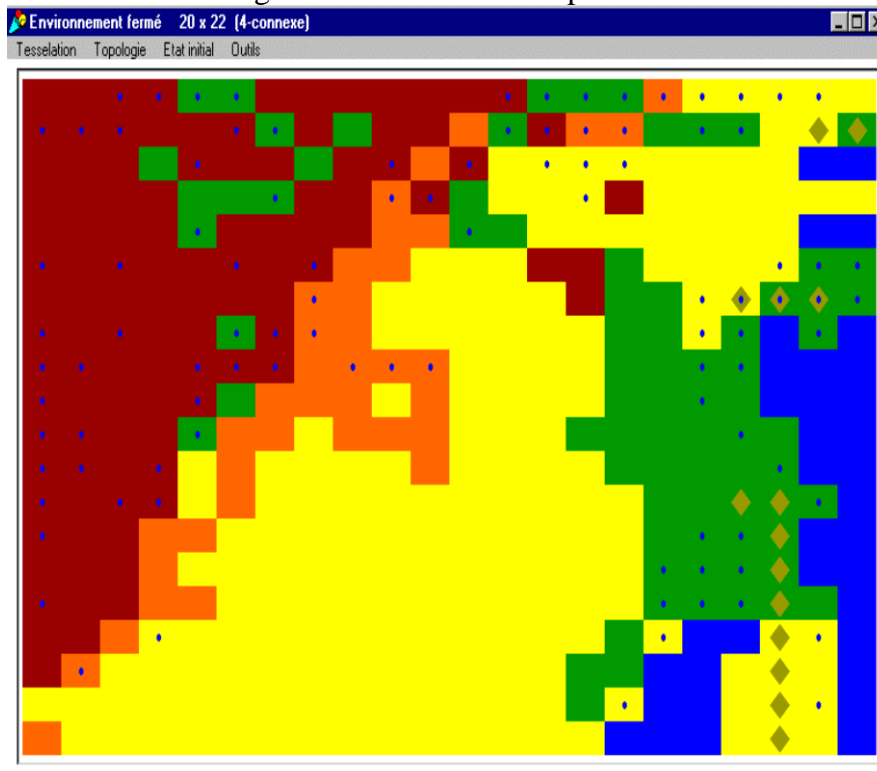 Environnement fermé 20 x 22 (4-connexe)
Tesselation Topologie Etat initial Outils